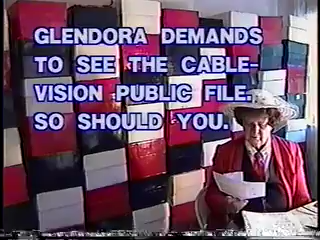 GLENDORA DEMANDS
TO SEE THE CABLE-
VISION PUBLIC FILE.
SO SHOULD YOU.